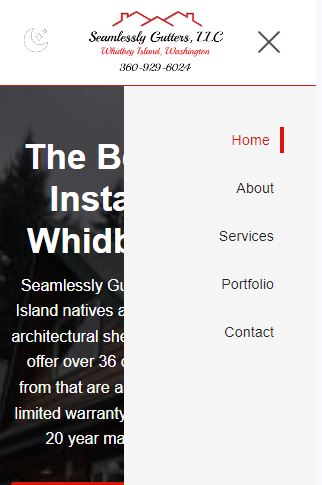 Seamlessly Gutters, LLC
Whidbey Island, Washington
360-929-6024
Home
About
Services
Portfolio
Contact
The B
Insta
Whidb
Seamlessly Gu
Island natives a
architectural she
offer over 36
from that are a
limited warranty
20 year ma